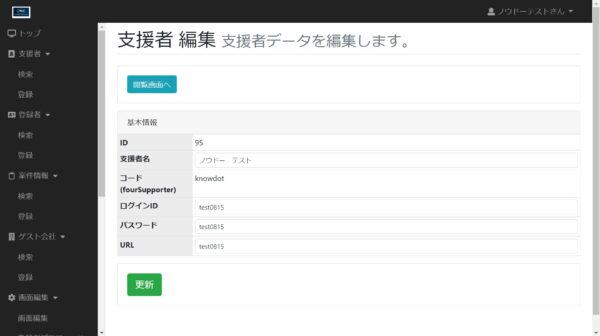 ノウドーテストさん
トップ
支援者
検索
登録
登録者
検索
登録
案件情報
検索
登録
ゲスト会社
検索
登録
画面編集
画面編集
支援者 編集 支援者データを編集します。
閲覧画面へ
基本情報
ID 95
支援者名 ノウドー テスト
コード knowdot
(fourSupporter)
ログインID test0815
パスワード test0815
URL test0815
更新